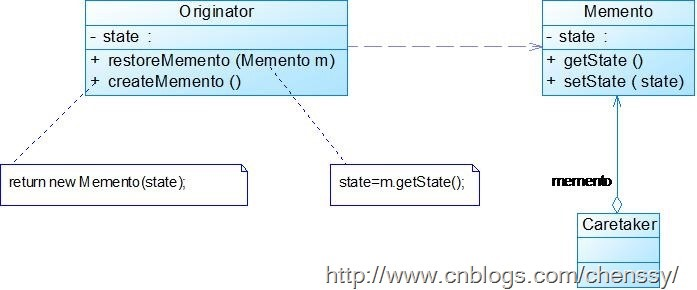 Originator
- state :
+ restoreMemento (Memento m)
+ createMemento ()
Memento
- state :
+ getState ()
+ setState ( state)
return new Memento(state);
state=m.getState();
memento
Caretaker
http://www.cnblogs.com/chenssy/